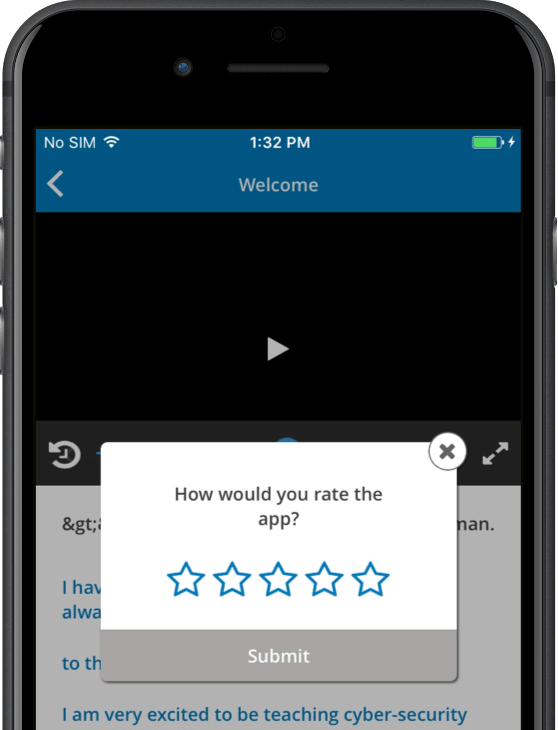 No SIM 1:32 PM
Welcome
How would you rate the
app?
&gt; man.
I hav
alwa
to th
Submit
I am very excited to be teaching cyber-security